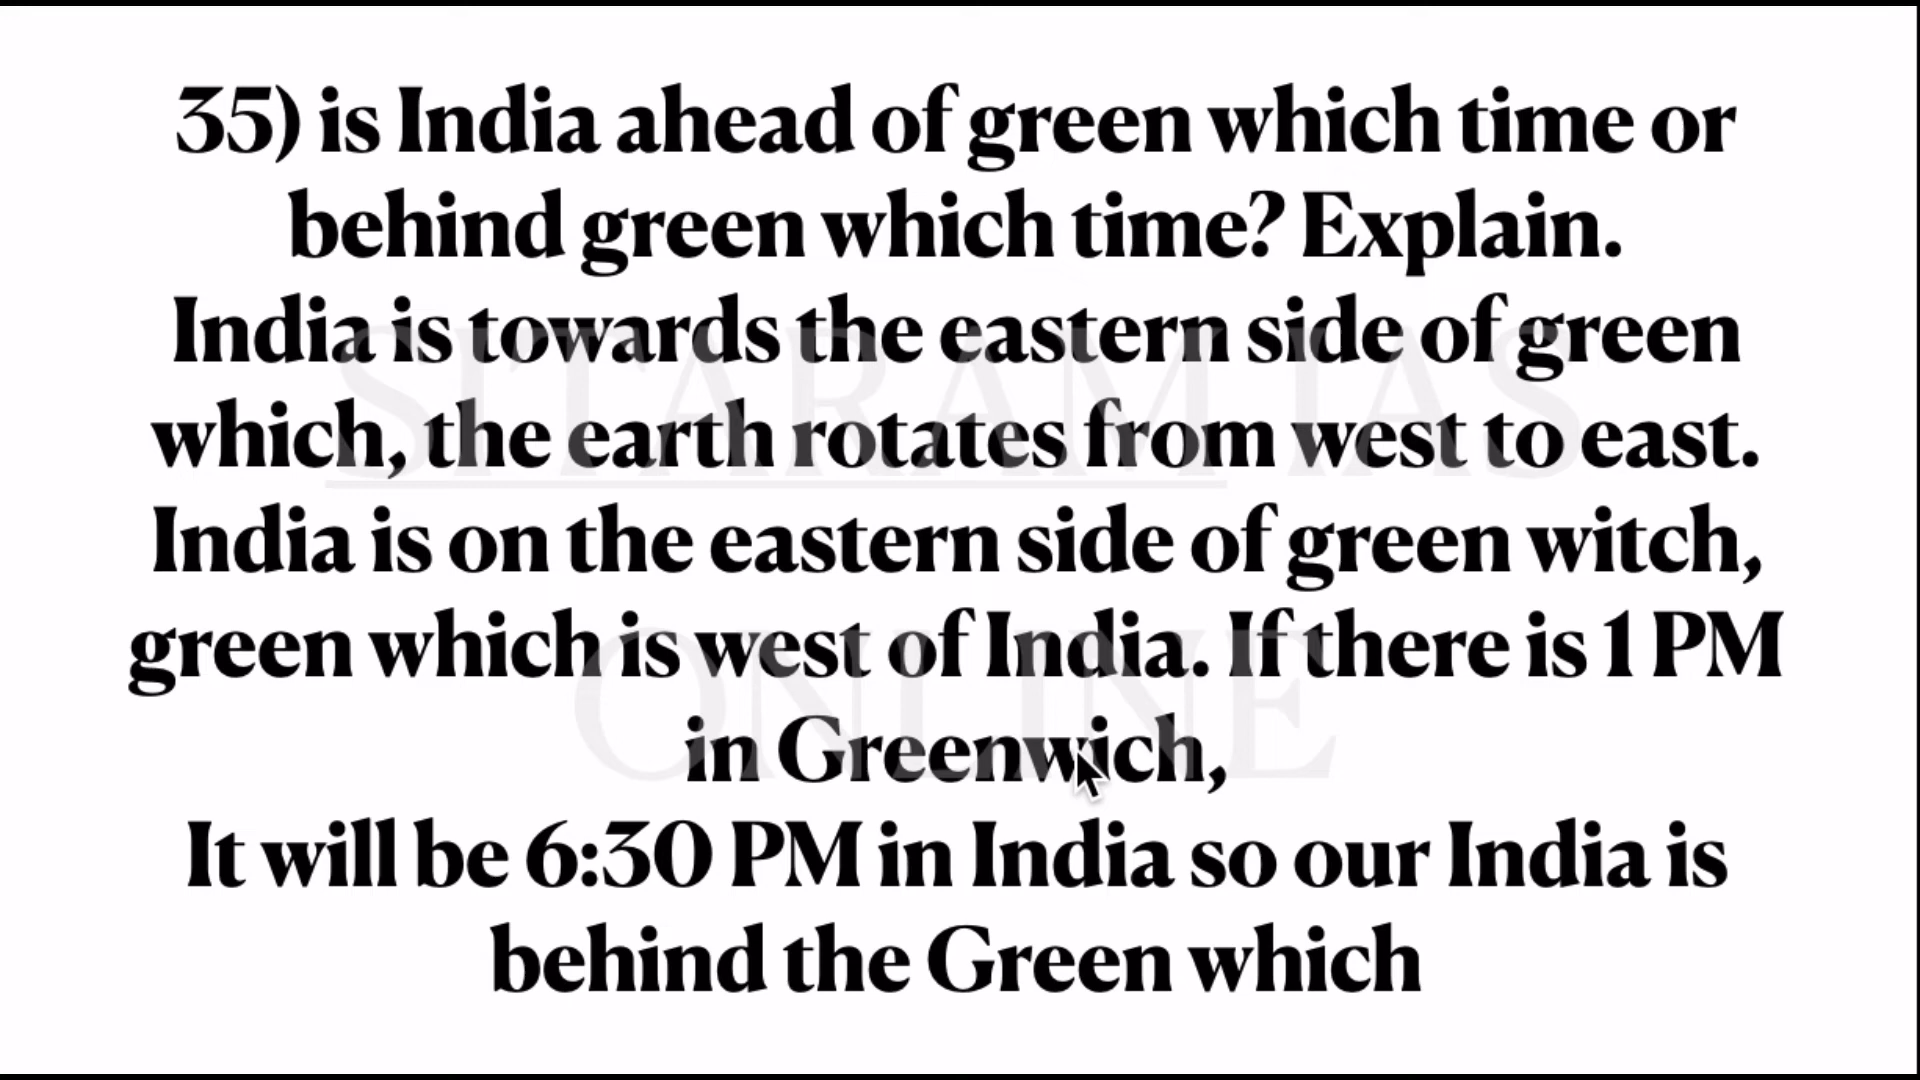 35) is India ahead of green which time or
behind green which time? Explain.
India is towards the eastern side of green
which, the earth rotates from west to east.
India is on the eastern side of green witch,
green which is west of India. If there is 1 PM
in Greenwich,
It will be 6:30 PM in India so our India is
behind the Green which
SITARAM IAS
ONLINE